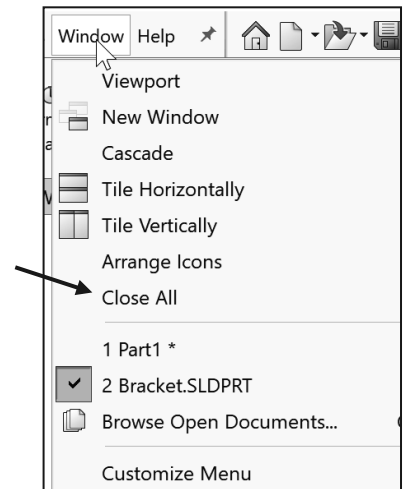 Window Help
Viewport
New Window
Cascade
Tile Horizontally
Tile Vertically
Arrange Icons
Close All
1 Part1 *
2 Bracket.SLDPRT
Browse Open Documents...
Customize Menu